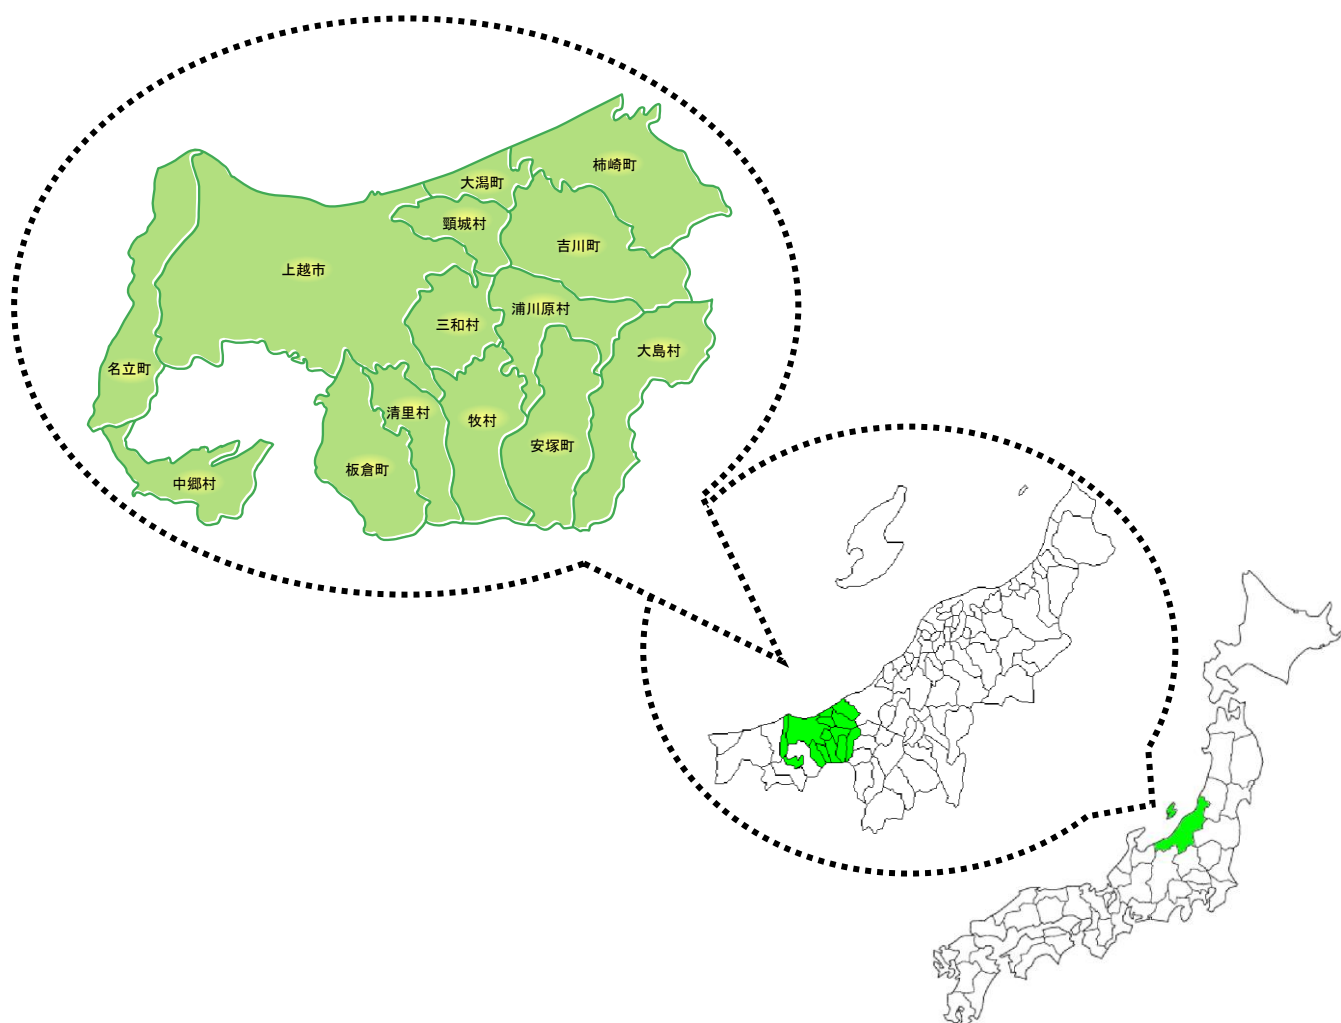 柿崎町
大潟町
頸城村
吉川町
上越市
浦川原村
三和村
大島村
名立町
清里村
牧村
安塚町
板倉町
中郷村